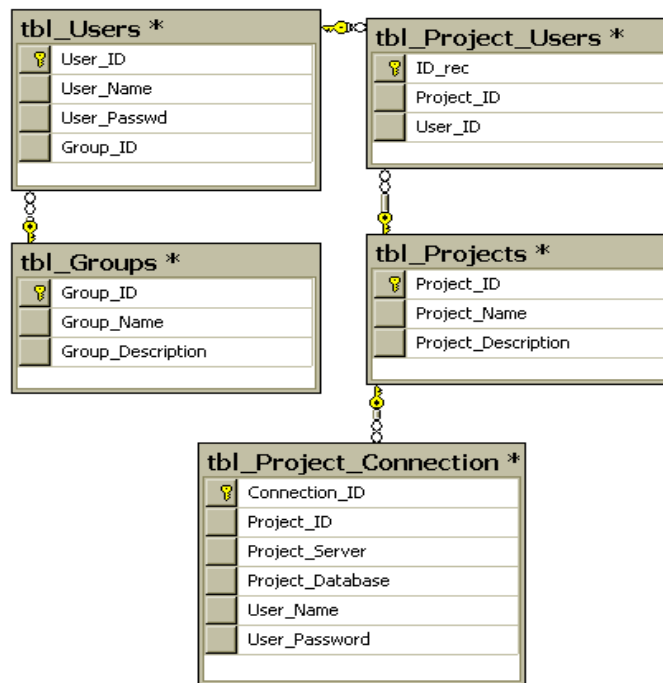 tbl_Users *
User_ID
User_Name
User_Passwd
Group_ID
tbl_Project_Users *
ID_rec
Project_ID
User_ID
tbl_Groups *
Group_ID
Group_Name
Group_Description
tbl_Projects *
Project_ID
Project_Name
Project_Description
tbl_Project_Connection *
Connection_ID
Project_ID
Project_Server
Project_Database
User_Name
User_Password